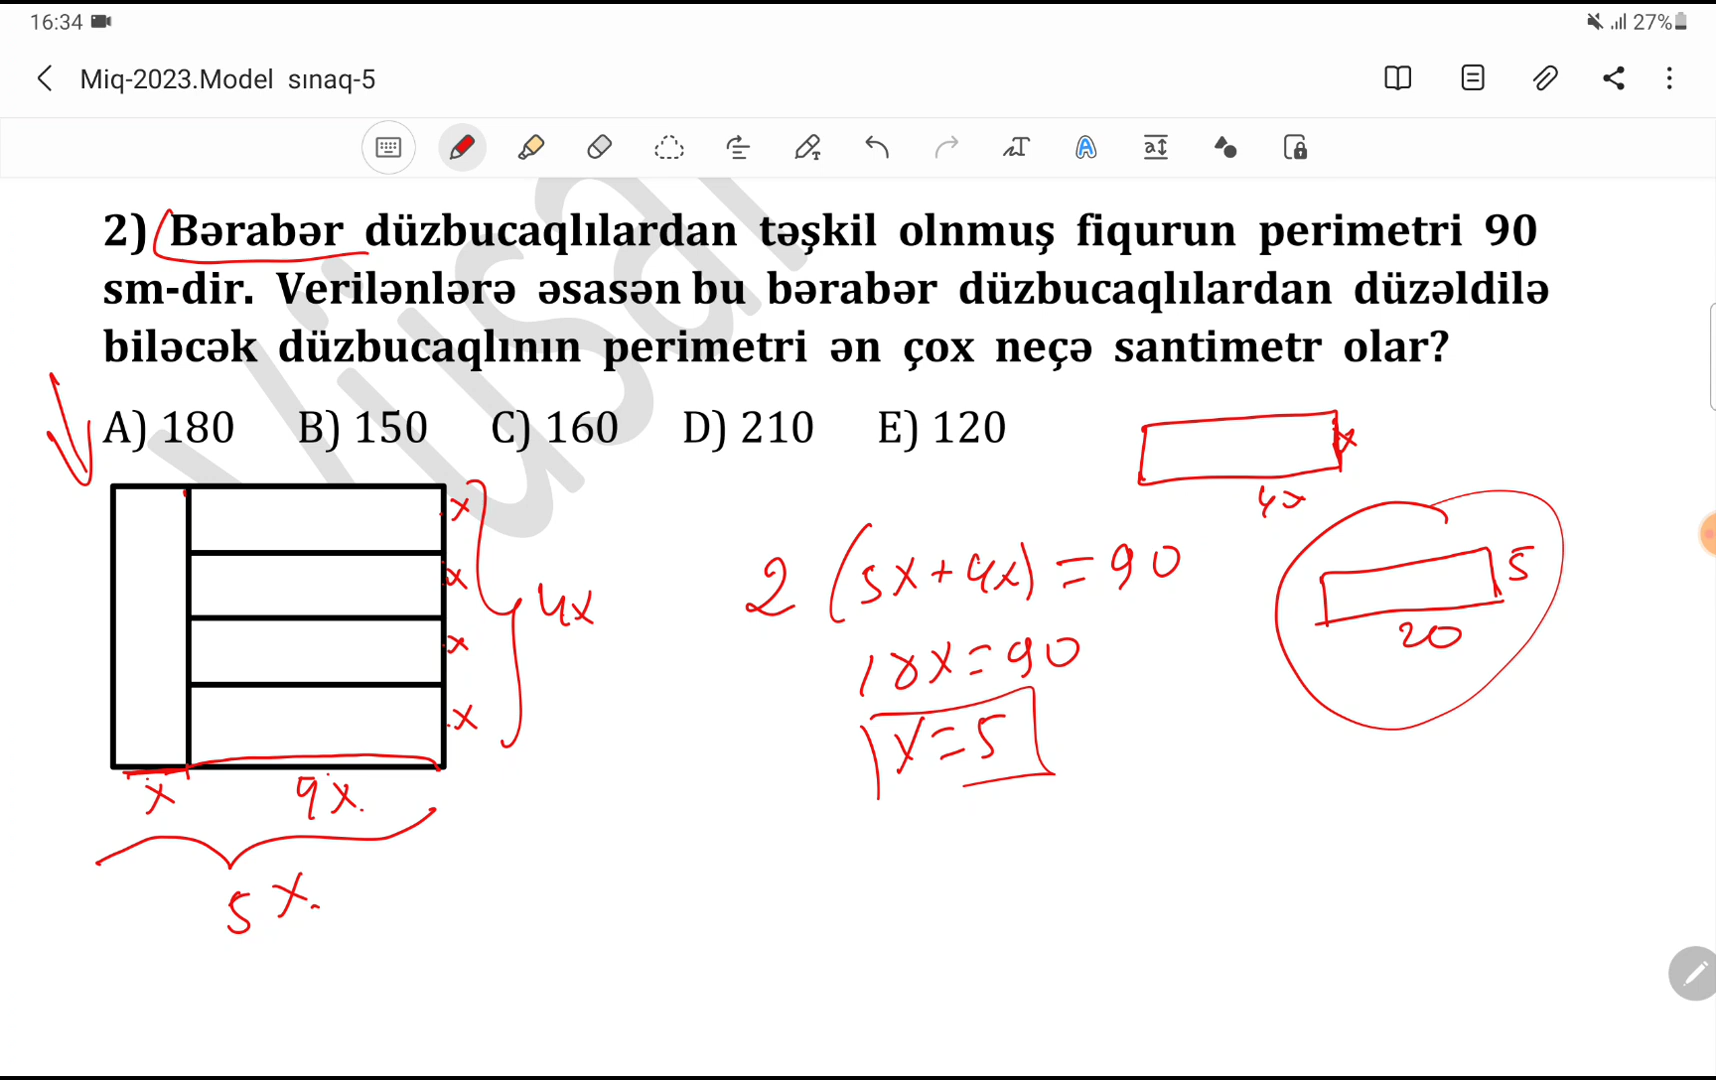 16:34
27%
Miq-2023.Model sınaq-5
2) Bərabər düzbucaqlılardan təşkil olnmuş fiqurun perimetri 90
sm-dir. Verilənlərə əsasən bu bərabər düzbucaqlılardan düzəldilə
biləcək düzbucaqlının perimetri ən çox neçə santimetr olar?
A) 180 B) 150 C) 160 D) 210 E) 120
x
4x
x
x
x
x
4x
2 (5x+4x) = 90
18x = 90
x = 5
5
20
x
9x.
5x.